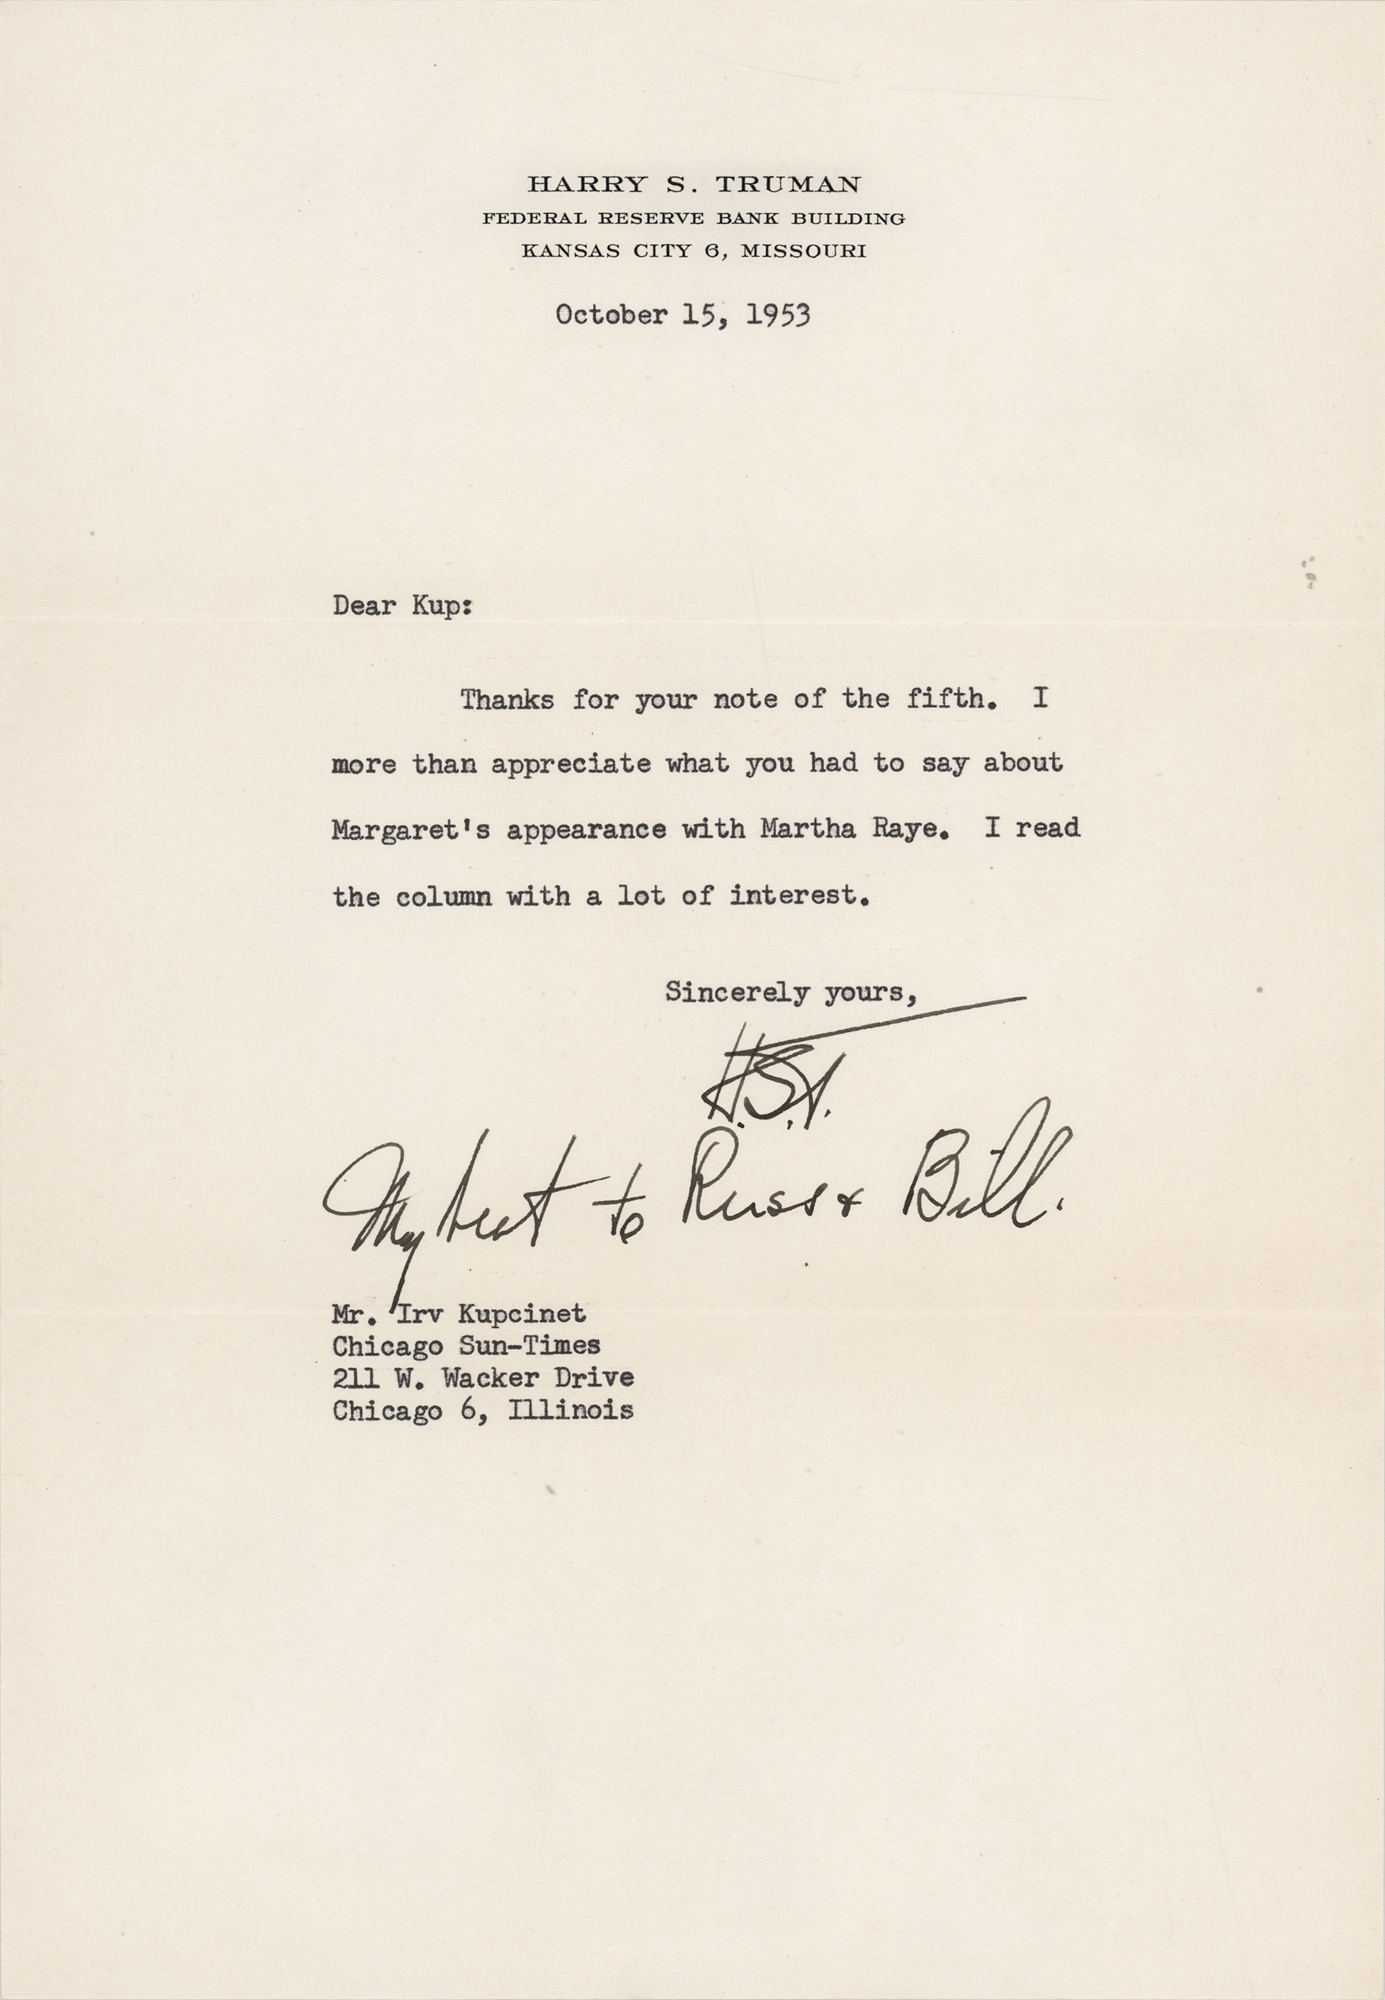 HARRY S. TRUMAN
FEDERAL RESERVE BANK BUILDING
KANSAS CITY 6, MISSOURI
October 15, 1953
Dear Kup:
Thanks for your note of the fifth. I
more than appreciate what you had to say about
Margaret's appearance with Martha Raye. I read
the column with a lot of interest.
Sincerely yours,
H.S.T.
My best to Russ & Bill.
Mr. Irv Kupcinet
Chicago Sun-Times
211 W. Wacker Drive
Chicago 6, Illinois